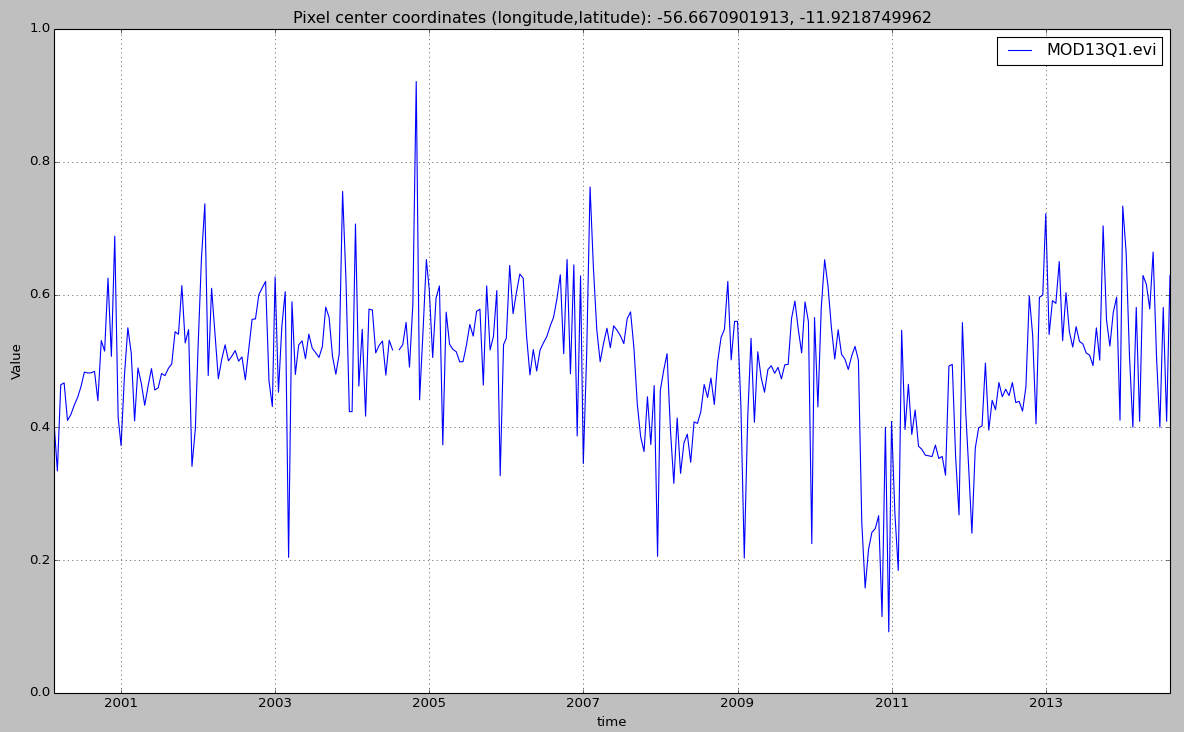 Pixel center coordinates (longitude,latitude): -56.6670901913, -11.9218749962
1.0
MOD13Q1.evi
0.8
0.6
Value
0.4
0.2
0.0
2001 2003 2005 2007 2009 2011 2013
time